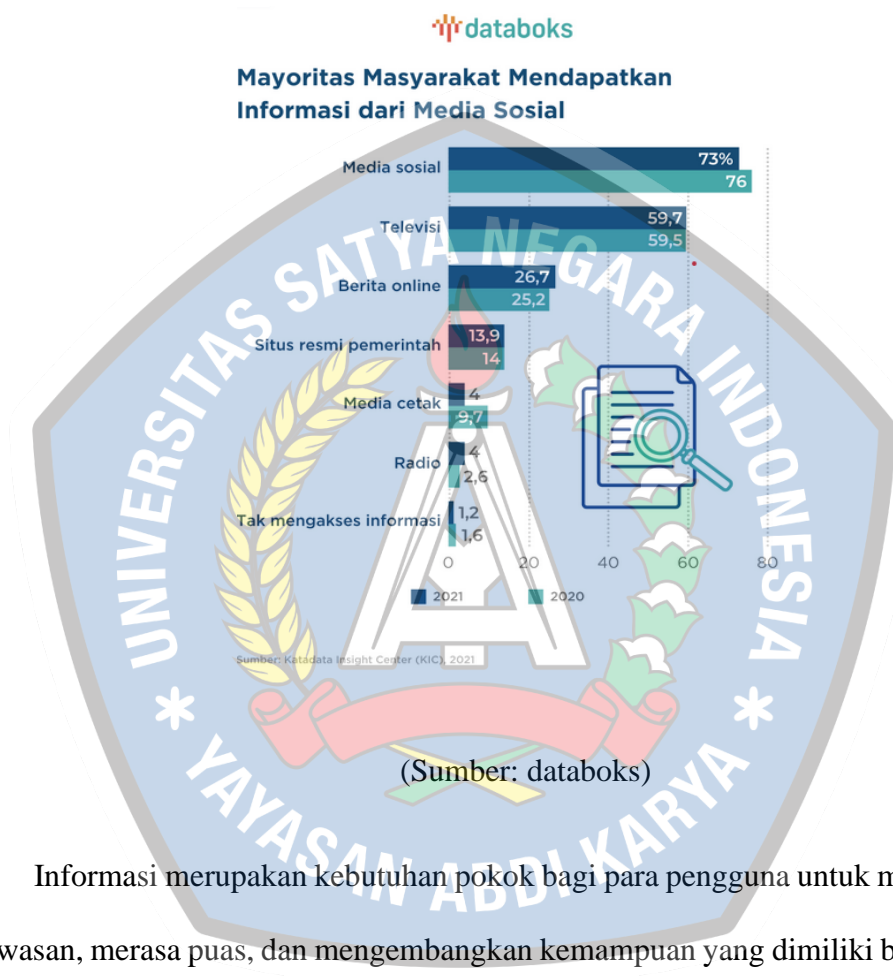 databoks
Mayoritas Masyarakat Mendapatkan
Informasi dari Media Sosial
Media sosial
73%
76
Televisi
59,7
59,5
Berita online
26,7
25,2
Situs resmi pemerintah
13,9
14
Media cetak
4
9,7
Radio
4
2,6
Tak mengakses informasi
1,2
1,6
0 20 40 60 80
2021 2020
Sumber: Katadata Insight Center (KIC), 2021
UNIVERSITAS SATYA NEGARA INDONESIA
* YAYASAN ABDI KARYA *
(Sumber: databoks)
Informasi merupakan kebutuhan pokok bagi para pengguna untuk
merasa puas, dan mengembangkan kemampuan yang dimiliki